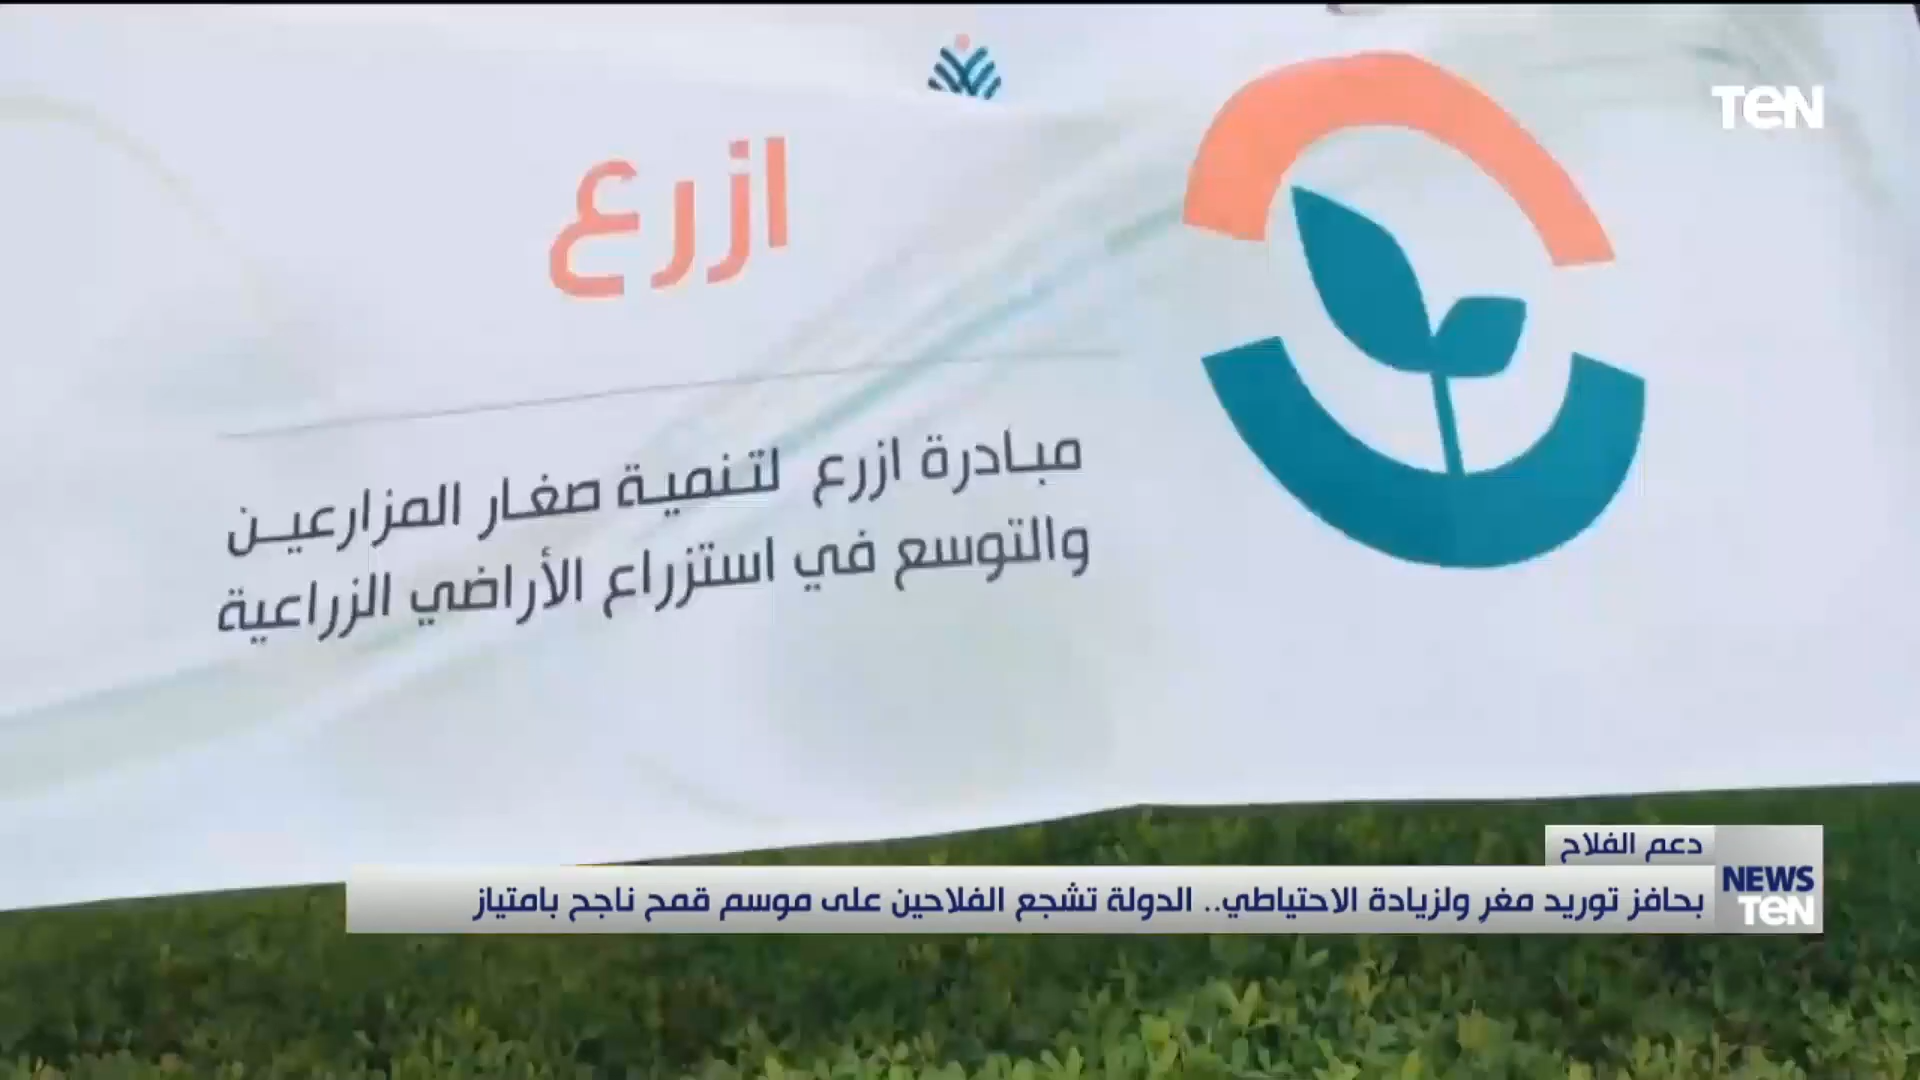 TEN
ازرع
مبادرة ازرع لتنمية صغار المزارعين
والتوسع في استزراع الأراضي الزراعية
دعم الفلاح
بحافز توريد مغر ولزيادة الاحتياطي.. الدولة تشجع الفلاحين على موسم قمح ناجح بامتياز
NEWS
TEN